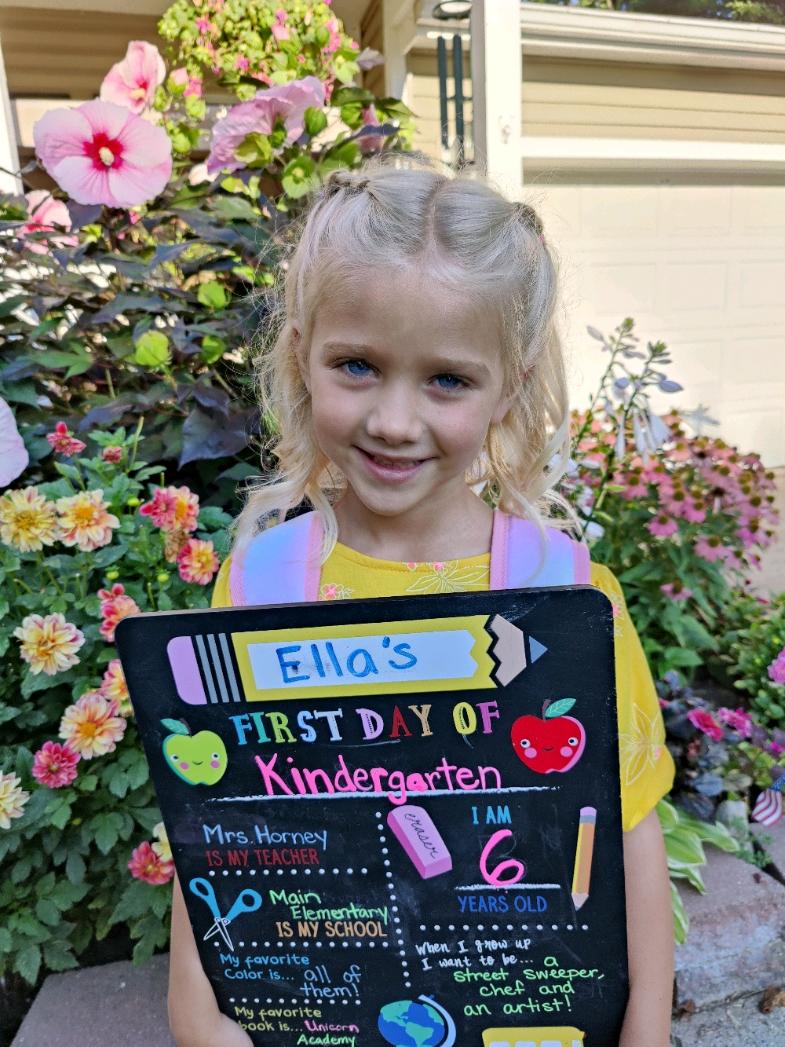 Ella's
FIRST DAY OF
Kindergarten
Mrs. Horney
IS MY TEACHER
eraser
I AM
6
YEARS OLD
Main
Elementary
IS MY SCHOOL
My favorite
Color is... all of
them!
When I grow up
I want to be... a
street sweeper,
chef and
an artist!
My favorite
book is... Unicorn
Academy